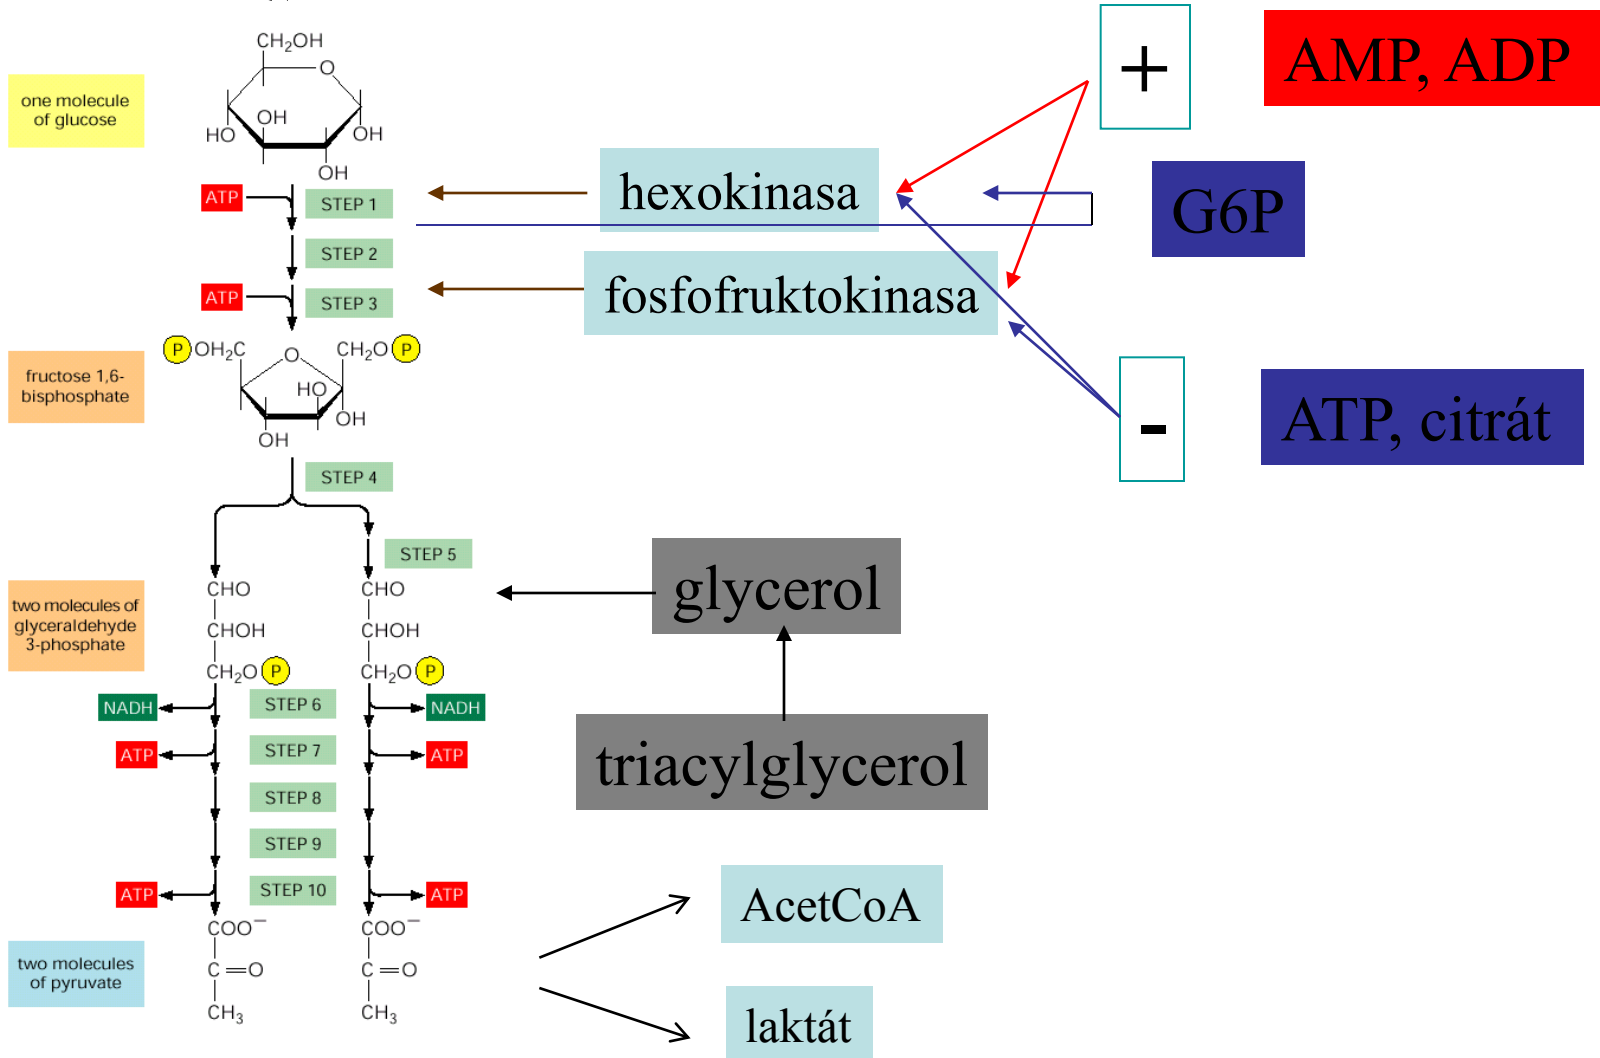 CH₂OH
O
one molecule
of glucose
HO
OH
OH
OH
ATP
STEP 1
STEP 2
ATP
STEP 3
P OH₂C
O
CH₂O P
fructose 1,6-
bisphosphate
HO
OH
OH
STEP 4
STEP 5
CHO
CHO
two molecules of
glyceraldehyde
3-phosphate
CHOH
CHOH
CH₂O P
CH₂O P
NADH
STEP 6
NADH
ATP
STEP 7
ATP
STEP 8
STEP 9
ATP
STEP 10
ATP
COO⁻
COO⁻
two molecules
of pyruvate
C=O
C=O
CH₃
CH₃
+
AMP, ADP
hexokinasa
G6P
fosfofruktokinasa
-
ATP, citrát
glycerol
triacylglycerol
AcetCoA
laktát